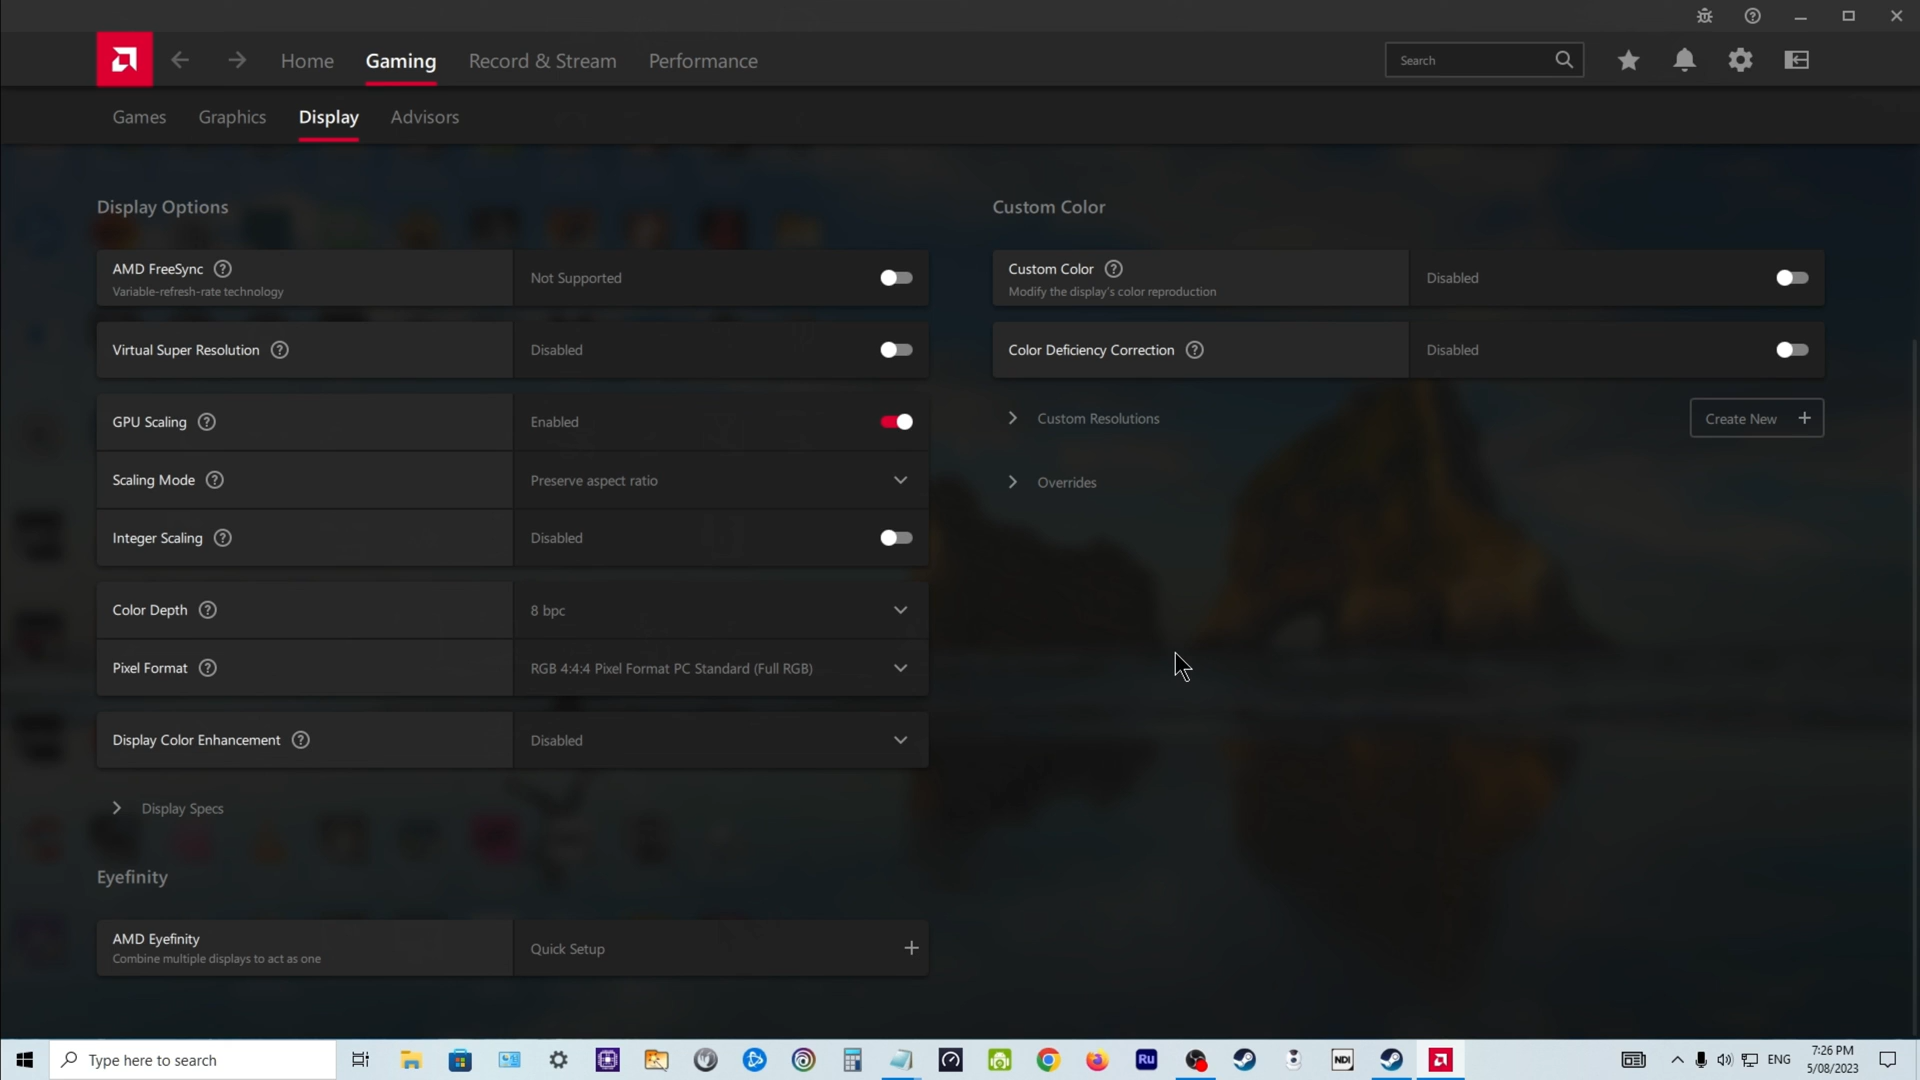 Home
Gaming
Record & Stream
Performance
Search
Games
Graphics
Display
Advisors
Display Options
AMD FreeSync
Variable-refresh-rate technology
Not Supported
Virtual Super Resolution
Disabled
GPU Scaling
Enabled
Scaling Mode
Preserve aspect ratio
Integer Scaling
Disabled
Color Depth
8 bpc
Pixel Format
RGB 4:4:4 Pixel Format PC Standard (Full RGB)
Display Color Enhancement
Disabled
Display Specs
Eyefinity
AMD Eyefinity
Combine multiple displays to act as one
Quick Setup
Custom Color
Custom Color
Modify the display's color reproduction
Disabled
Color Deficiency Correction
Disabled
Custom Resolutions
Create New
Overrides
Type here to search
Ru
NDI
ENG
7:26 PM
5/08/2023